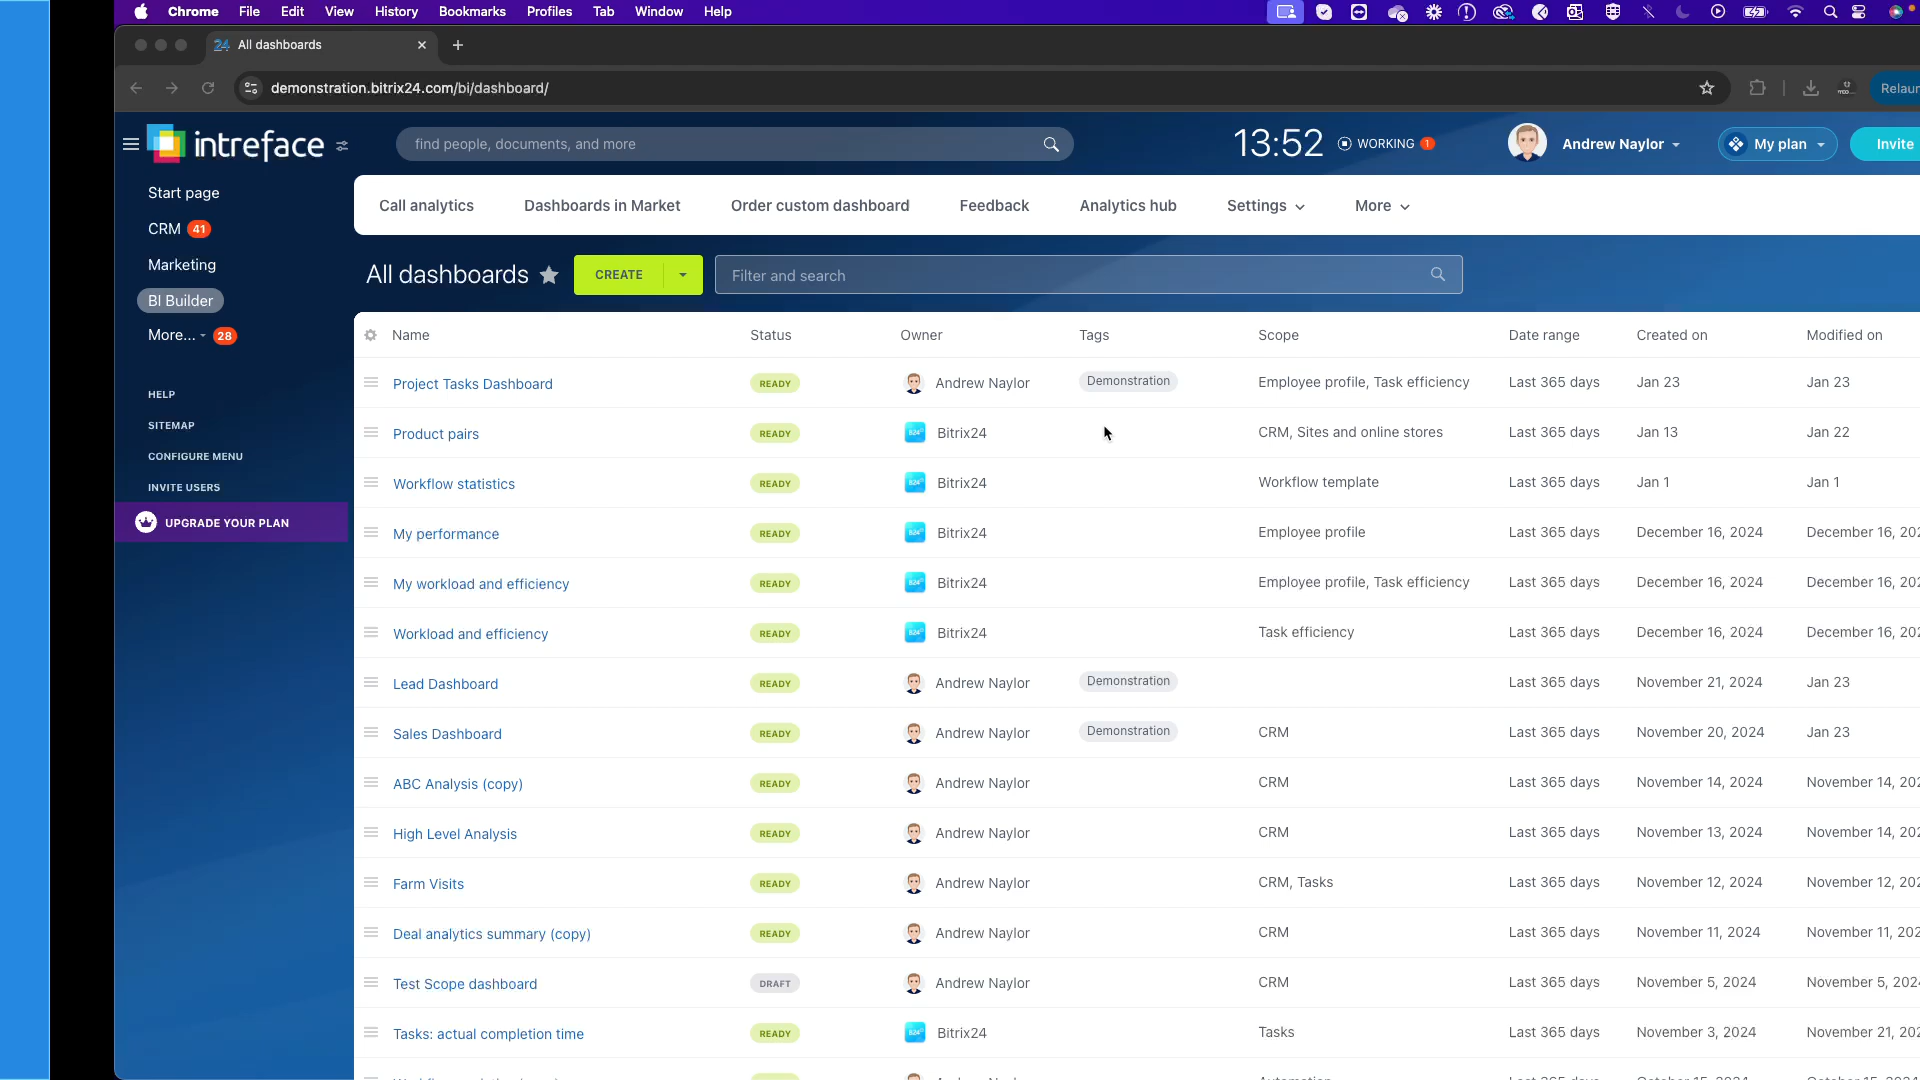 Chrome File Edit View History Bookmarks Profiles Tab Window Help
24 All dashboards
demonstration.bitrix24.com/bi/dashboard/
intreface
find people, documents, and more
13:52 WORKING 1
Andrew Naylor
My plan
Invite
Start page
CRM 41
Marketing
BI Builder
More... 28
HELP
SITEMAP
CONFIGURE MENU
INVITE USERS
UPGRADE YOUR PLAN
Call analytics Dashboards in Market Order custom dashboard Feedback Analytics hub Settings More
All dashboards CREATE Filter and search
Name Status Owner Tags Scope Date range Created on Modified on
Project Tasks Dashboard READY Andrew Naylor Demonstration Employee profile, Task efficiency Last 365 days Jan 23 Jan 23
Product pairs READY Bitrix24 CRM, Sites and online stores Last 365 days Jan 13 Jan 22
Workflow statistics READY Bitrix24 Workflow template Last 365 days Jan 1 Jan 1
My performance READY Bitrix24 Employee profile Last 365 days December 16, 2024 December 16,
My workload and efficiency READY Bitrix24 Employee profile, Task efficiency Last 365 days December 16, 2024 December 16,
Workload and efficiency READY Bitrix24 Task efficiency Last 365 days December 16, 2024 December 16,
Lead Dashboard READY Andrew Naylor Demonstration Last 365 days November 21, 2024 Jan 23
Sales Dashboard READY Andrew Naylor Demonstration CRM Last 365 days November 20, 2024 Jan 23
ABC Analysis (copy) READY Andrew Naylor CRM Last 365 days November 14, 2024 November 14,
High Level Analysis READY Andrew Naylor CRM Last 365 days November 13, 2024 November 14,
Farm Visits READY Andrew Naylor CRM, Tasks Last 365 days November 12, 2024 November 12,
Deal analytics summary (copy) READY Andrew Naylor CRM Last 365 days November 11, 2024 November 11,
Test Scope dashboard DRAFT Andrew Naylor CRM Last 365 days November 5, 2024 November 5,
Tasks: actual completion time READY Bitrix24 Tasks Last 365 days November 3, 2024 November 21,